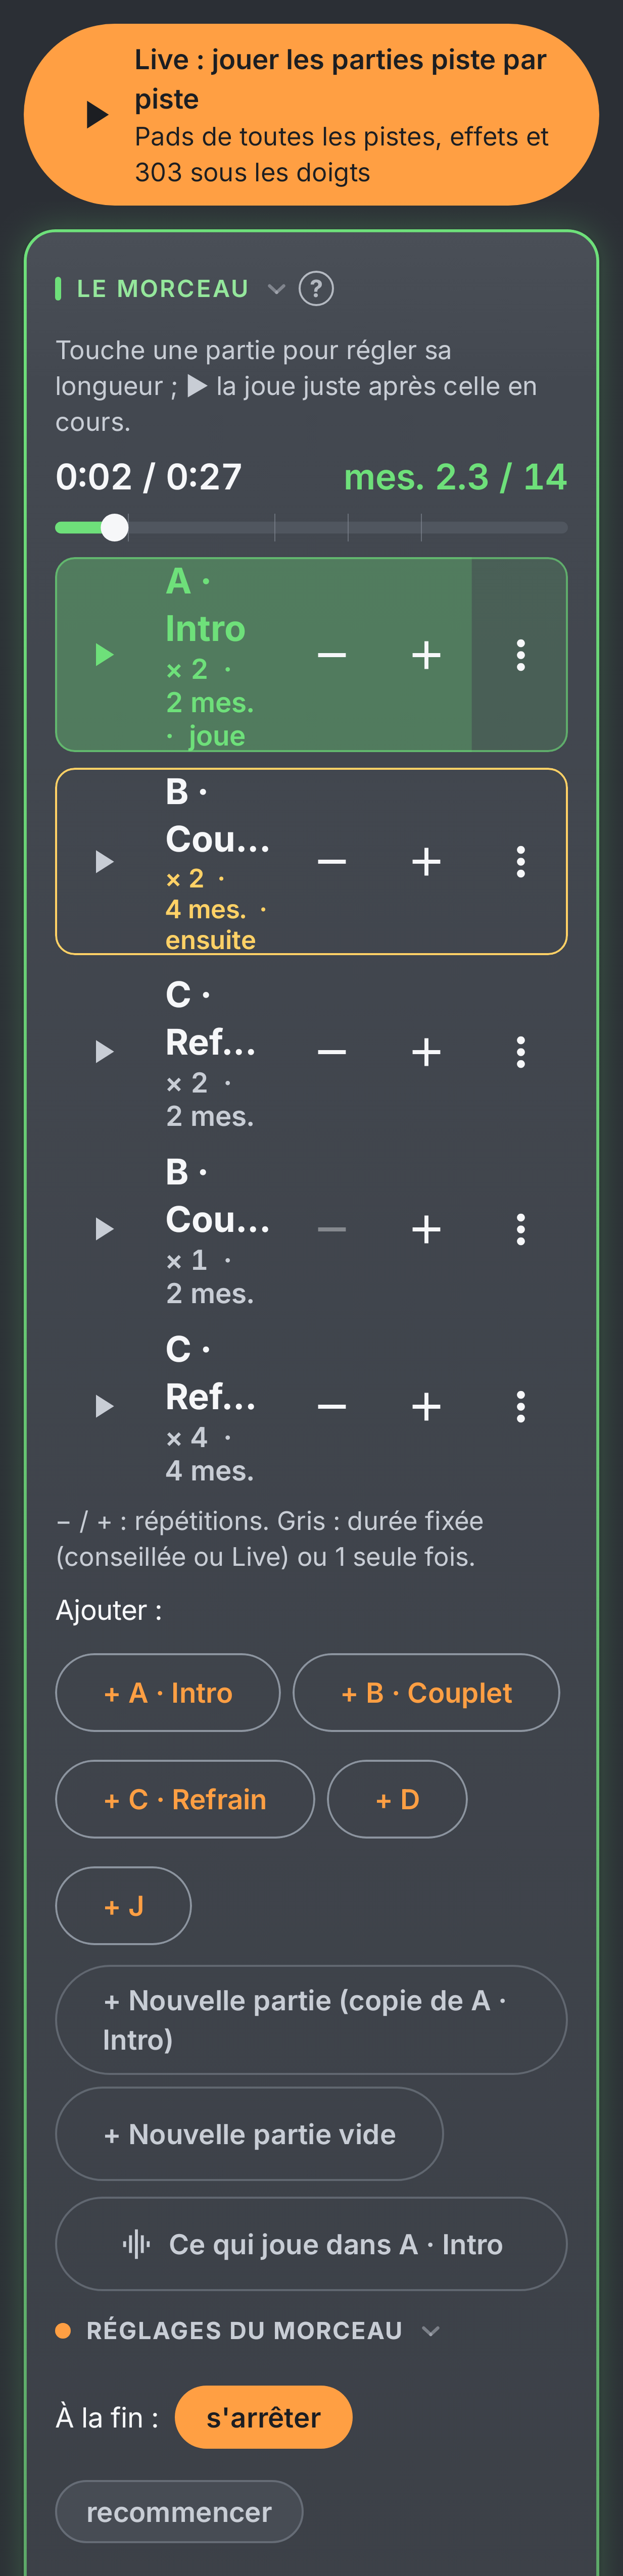 Live : jouer les parties piste par
piste
Pads de toutes les pistes, effets et
303 sous les doigts
LE MORCEAU ?
Touche une partie pour régler sa
longueur ; ▶ la joue juste après celle en
cours.
0:02 / 0:27 mes. 2.3 / 14
A ·
Intro
× 2 ·
2 mes.
· joue
B ·
Cou...
× 2 ·
4 mes. ·
ensuite
C ·
Ref...
× 2 ·
2 mes.
B ·
Cou...
× 1 ·
2 mes.
C ·
Ref...
× 4 ·
4 mes.
− / + : répétitions. Gris : durée fixée
(conseillée ou Live) ou 1 seule fois.
Ajouter :
+ A · Intro
+ B · Couplet
+ C · Refrain
+ D
+ J
+ Nouvelle partie (copie de A ·
Intro)
+ Nouvelle partie vide
Ce qui joue dans A · Intro
RÉGLAGES DU MORCEAU
À la fin : s'arrêter
recommencer